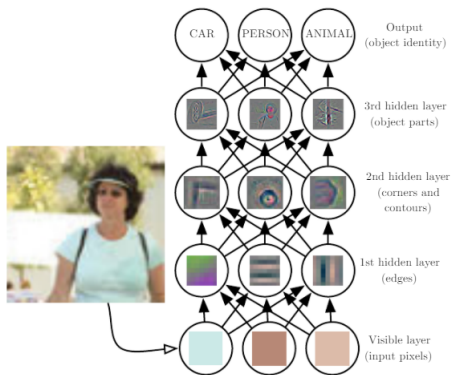 CAR PERSON ANIMAL
Output
(object identity)
3rd hidden layer
(object parts)
2nd hidden layer
(corners and
contours)
1st hidden layer
(edges)
Visible layer
(input pixels)